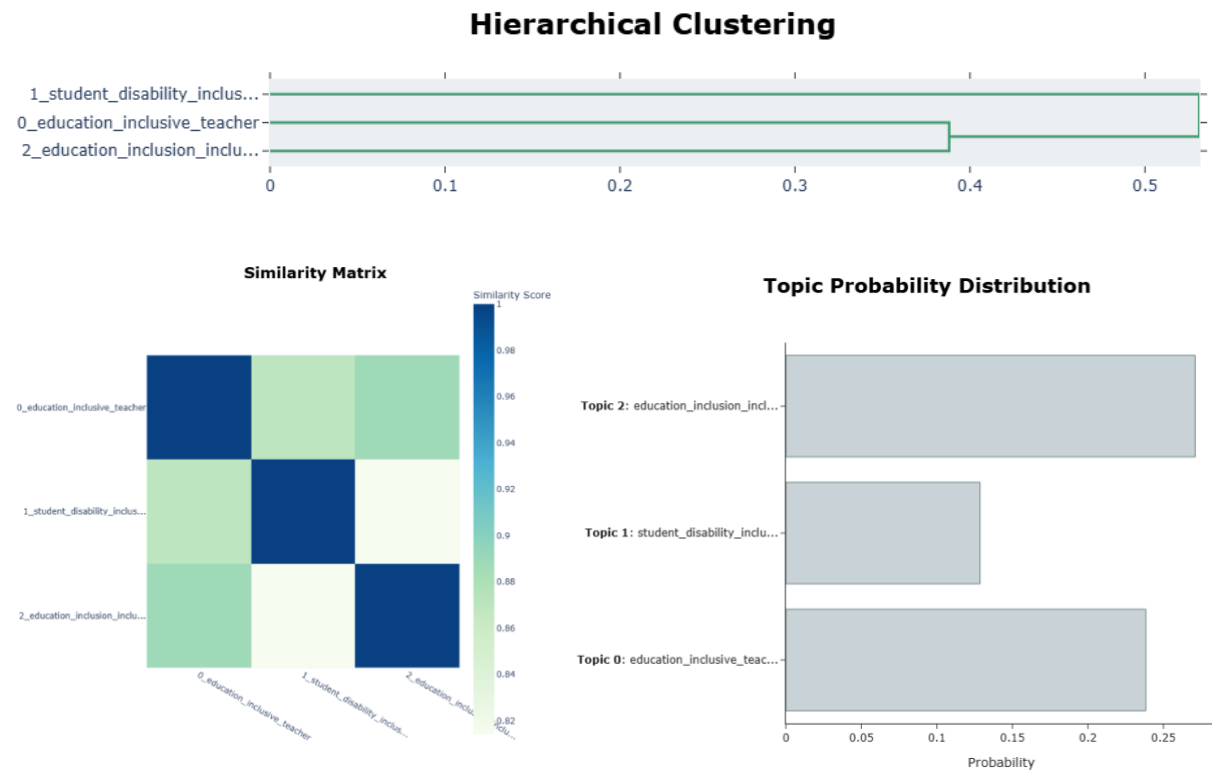 Hierarchical Clustering
1_student_disability_inclus...
0_education_inclusive_teacher
2_education_inclusion_inclu...
0
0.1
0.2
0.3
0.4
0.5
Similarity Matrix
Similarity Score
1
0.98
0.96
0.94
0.92
0.9
0.88
0.86
0.84
0.82
0_education_inclusive_teacher
1_student_disability_inclus...
2_education_inclusion_inclu...
0_education_inclusive_teacher
1_student_disability_inclus...
Topic Probability Distribution
Topic 2: education_inclusion_incl...
Topic 1: student_disability_inclu...
Topic 0: education_inclusive_teac...
0
0.05
0.1
0.15
0.2
0.25
Probability